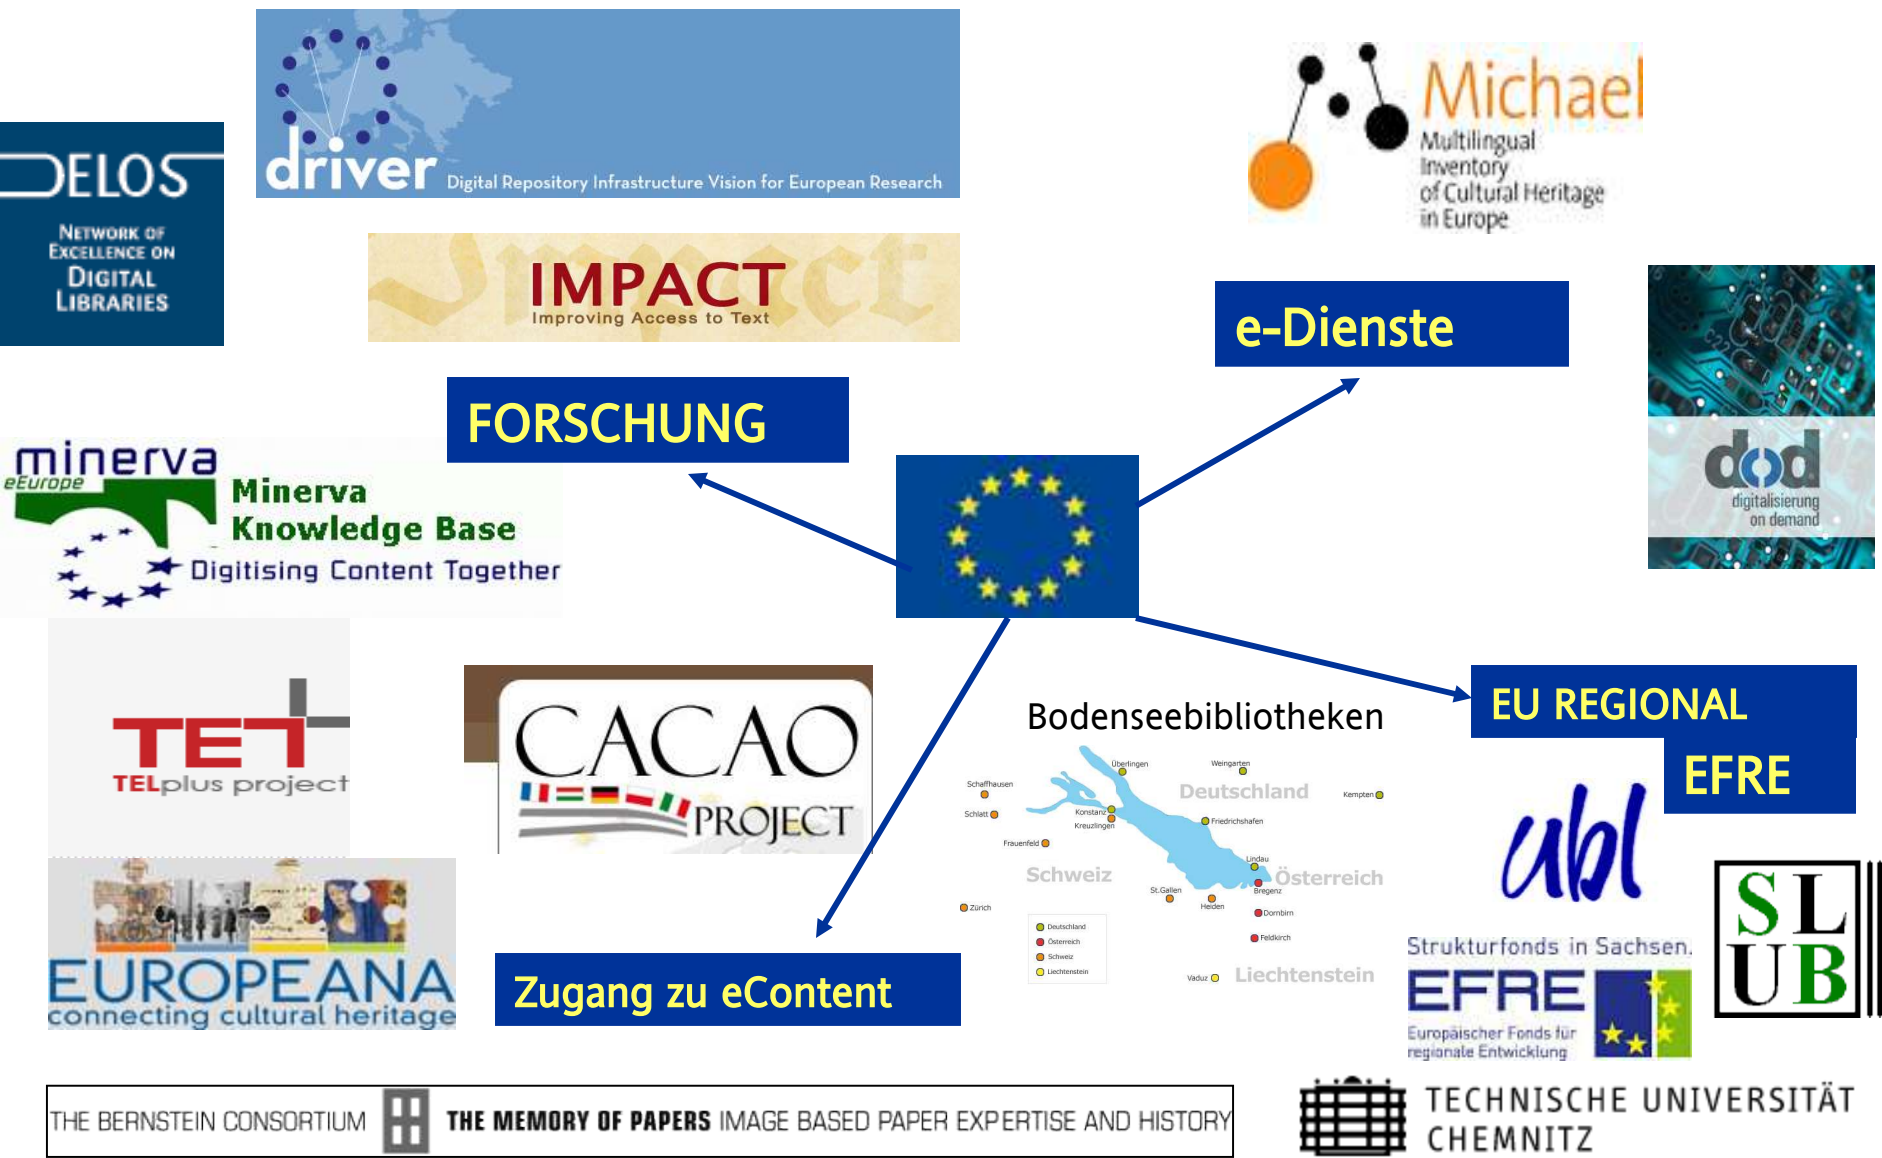 driver Digital Repository Infrastructure Vision for European Research
Michael
Multilingual
Inventory
of Cultural Heritage
in Europe
DELOS
NETWORK OF
EXCELLENCE ON
DIGITAL
LIBRARIES
Impact
IMPACT
Improving Access to Text
e-Dienste
FORSCHUNG
dod
digitalisierung
on demand
minerva
eEurope
Minerva
Knowledge Base
Digitising Content Together
TEL
TELplus project
CACAO
PROJECT
Bodenseebibliotheken
Überlingen
Weingarten
Schaffhausen
Deutschland
Kempten
Schlatt
Konstanz
Kreuzlingen
Friedrichshafen
Frauenfeld
Lindau
Schweiz
Österreich
St.Gallen
Bregenz
Heiden
Zürich
Dornbirn
Feldkirch
Vaduz
Liechtenstein
Deutschland
Österreich
Schweiz
Liechtenstein
EU REGIONAL
EFRE
ubl
SL
UB
Strukturfonds in Sachsen.
EFRE
Europäischer Fonds für
regionale Entwicklung
EUROPEANA
connecting cultural heritage
Zugang zu eContent
THE BERNSTEIN CONSORTIUM THE MEMORY OF PAPERS IMAGE BASED PAPER EXPERTISE AND HISTORY
TECHNISCHE UNIVERSITÄT
CHEMNITZ